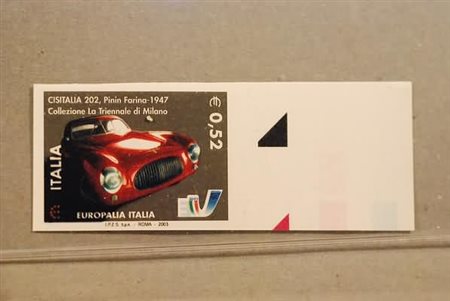 CISITALIA 202, Pinin Farina-1947
Collezione La Triennale di Milano
€ 0,52
ITALIA
EUROPALIA ITALIA
I.P.Z.S. S.p.A. - ROMA - 2003